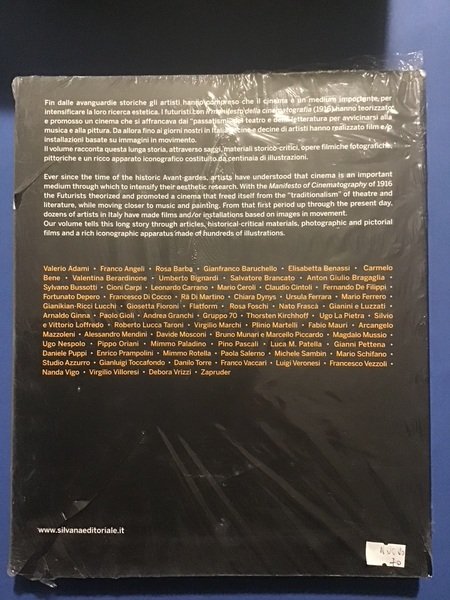 Fin dalle avanguardie storiche gli artisti hanno compreso che il cinema è un medium importante per
intensificare la loro ricerca estetica. I futuristi con il manifesto della cinematografia (1916) hanno teorizzato
e promosso un cinema che si affrancava dai "passatismi" del teatro e della letteratura per avvicinarsi alla
musica e alla pittura. Da allora fino ai giorni nostri in Italia decine e decine di artisti hanno realizzato film e/o
installazioni basate su immagini in movimento.
Il volume racconta questa lunga storia, attraverso saggi, materiali storico-critici, opere filmiche fotografiche,
pittoriche e un ricco apparato iconografico costituito da centinaia di illustrazioni.
Ever since the time of the historic Avant-gardes, artists have understood that cinema is an important
medium through which to intensify their aesthetic research. With the Manifesto of Cinematography of 1916
the Futurists theorized and promoted a cinema that freed itself from the "traditionalism" of theatre and
literature, while moving closer to music and painting. From that first period up through the present day,
dozens of artists in Italy have made films and/or installations based on images in movement.
Our volume tells this long story through articles, historical-critical materials, photographic and pictorial
films and a rich iconographic apparatus made of hundreds of illustrations.
Valerio Adami • Franco Angeli • Rosa Barba • Gianfranco Baruchello • Elisabetta Benassi • Carmelo
Bene • Valentina Berardinone • Umberto Bignardi • Salvatore Brancato • Anton Giulio Bragaglia
Sylvano Bussotti • Cioni Carpi • Leonardo Carrano • Mario Ceroli • Claudio Cintoli • Fernando De Filippi
Fortunato Depero • Francesco Di Cocco • Rä Di Martino • Chiara Dynys • Ursula Ferrara • Mario Ferrero
Gianikian-Ricci Lucchi • Giosetta Fioroni • Flatform • Rosa Foschi • Nato Frascà • Gianini e Luzzati
Arnaldo Ginna • Paolo Gioli • Andrea Granchi • Gruppo 70 • Thorsten Kirchhoff • Ugo La Pietra • Silvio
e Vittorio Loffredo • Roberto Lucca Taroni • Virgilio Marchi • Plinio Martelli • Fabio Mauri • Arcangelo
Mazzoleni • Alessandro Mendini • Davide Mosconi • Bruno Munari e Marcello Piccardo • Magdalo Mussio
Ugo Nespolo • Pippo Oriani • Mimmo Paladino • Pino Pascali • Luca M. Patella • Gianni Pettena
Daniele Puppi • Enrico Prampolini • Mimmo Rotella • Paola Salerno • Michele Sambin • Mario Schifano
Studio Azzurro • Gianluigi Toccafondo • Danilo Torre • Franco Vaccari • Luigi Veronesi • Francesco Vezzoli
Nanda Vigo • Virgilio Villoresi • Debora Vrizzi • Zapruder
www.silvanaeditoriale.it
70